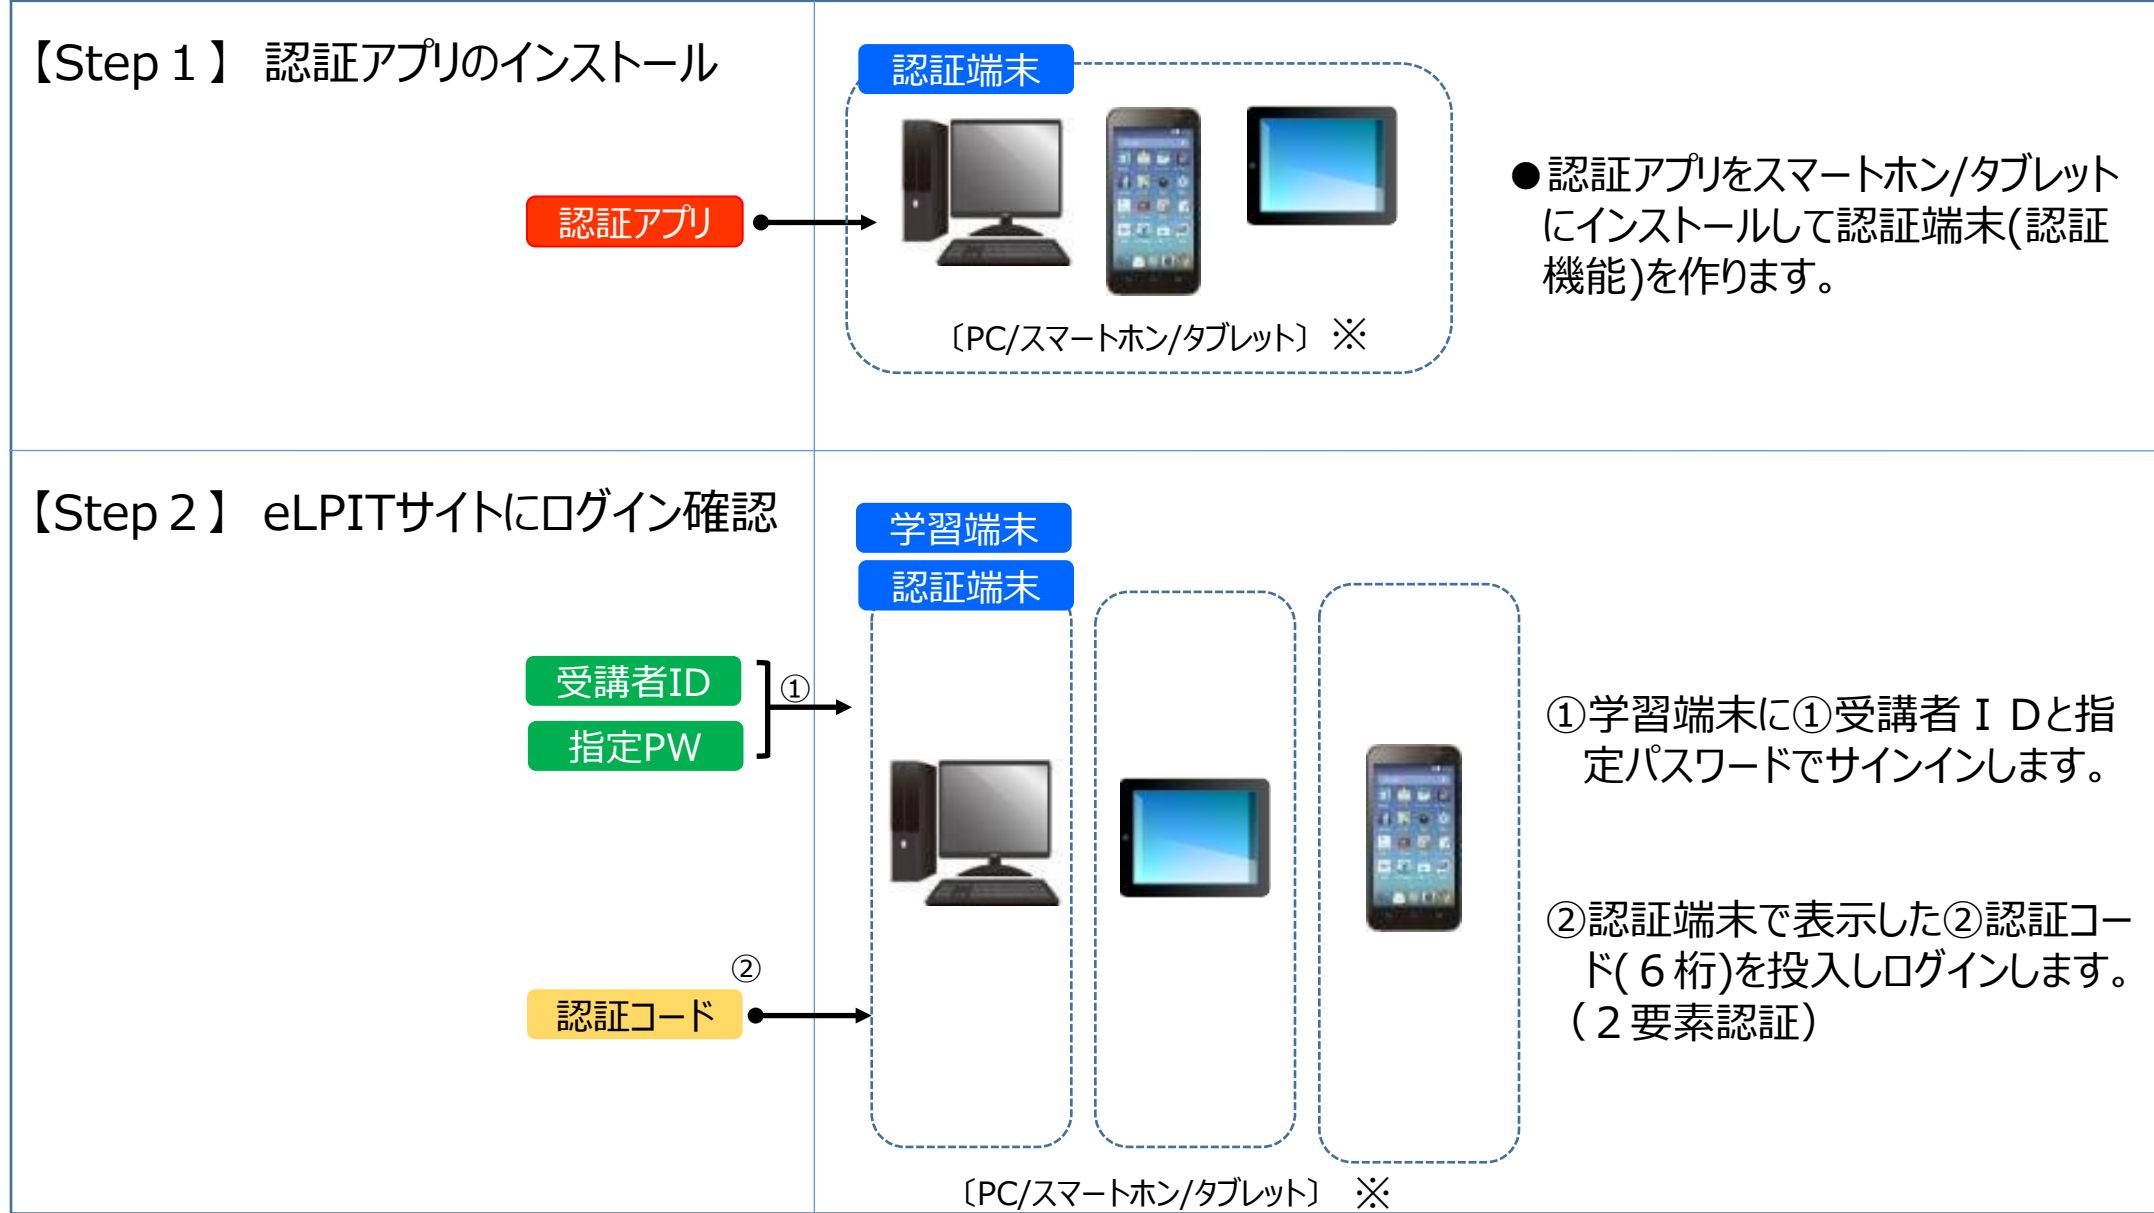 【Step１】 認証アプリのインストール
認証端末
認証アプリ
〔PC/スマートホン/タブレット〕 ※
●認証アプリをスマートホン/タブレット
にインストールして認証端末(認証
機能)を作ります。
【Step２】 eLPITサイトにログイン確認
学習端末
認証端末
受講者ID
指定PW
①
②
認証コード
〔PC/スマートホン/タブレット〕 ※
①学習端末に①受講者ＩＤと指
定パスワードでサインインします。
②認証端末で表示した②認証コー
ド(６桁)を投入しログインします。
（２要素認証）